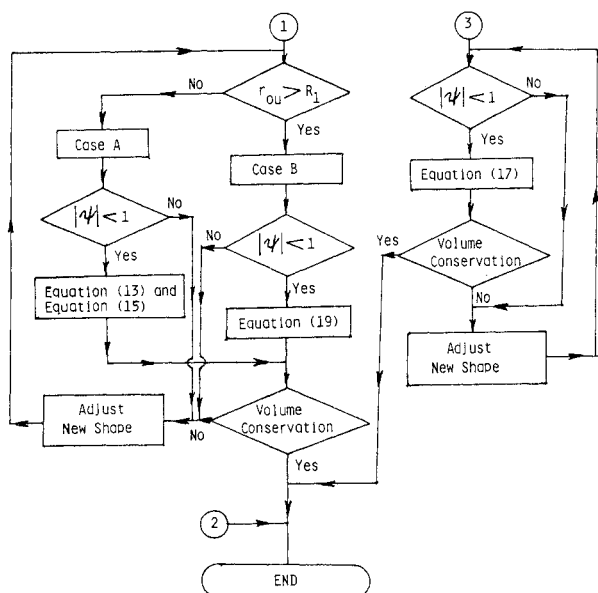 1
r_ou > R_1
No
Yes
Case A
Case B
|ψ| < 1
No
Yes
|ψ| < 1
No
Yes
Equation (13) and
Equation (15)
Equation (19)
Adjust
New Shape
No
Volume
Conservation
Yes
2
END
3
|ψ| < 1
No
Yes
Equation (17)
Yes
Volume
Conservation
No
Adjust
New Shape